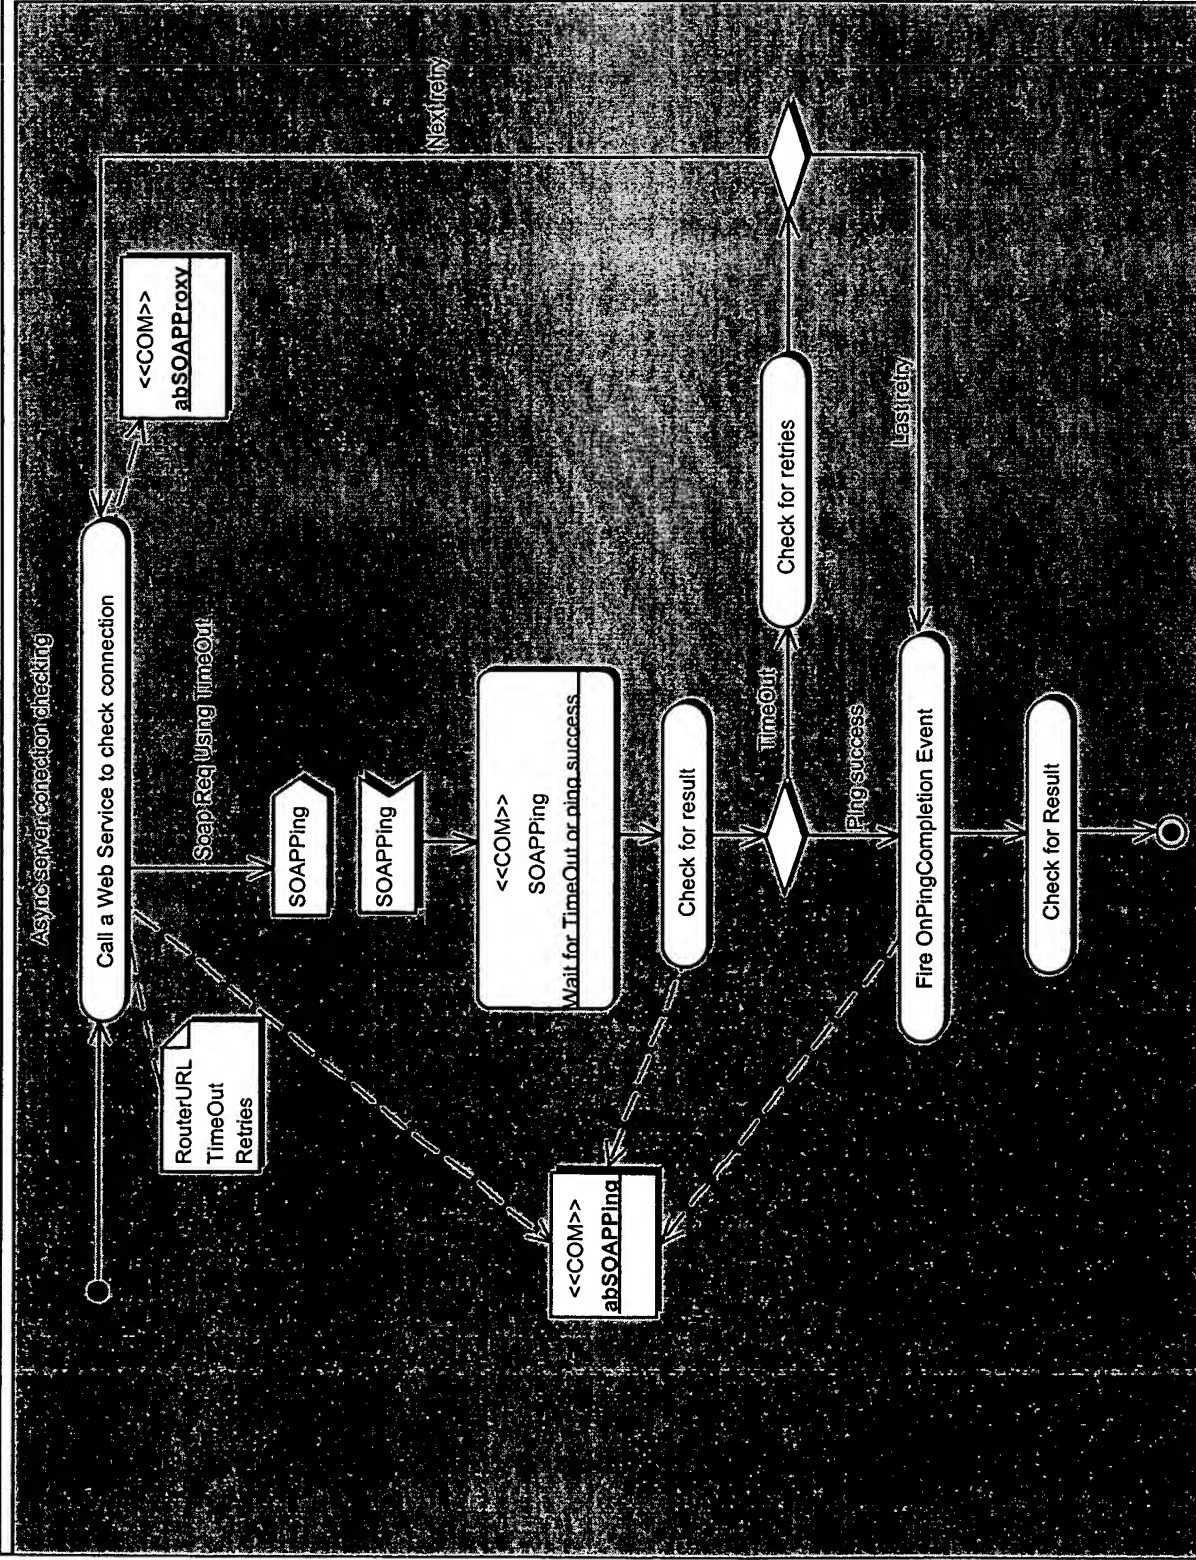 Async server connection checking
Call a Web Service to check connection
<<COM>>
abSOAPProxy
Next retry
RouterURL
TimeOut
Retries
Soap Req Using TimeOut
SOAPPing
SOAPPing
<<COM>>
SOAPPing
Wait for TimeOut or ping success
<<COM>>
abSOAPPing
Check for result
TimeOut
Check for retries
Ping success
Last retry
Fire OnPingCompletion Event
Check for Result